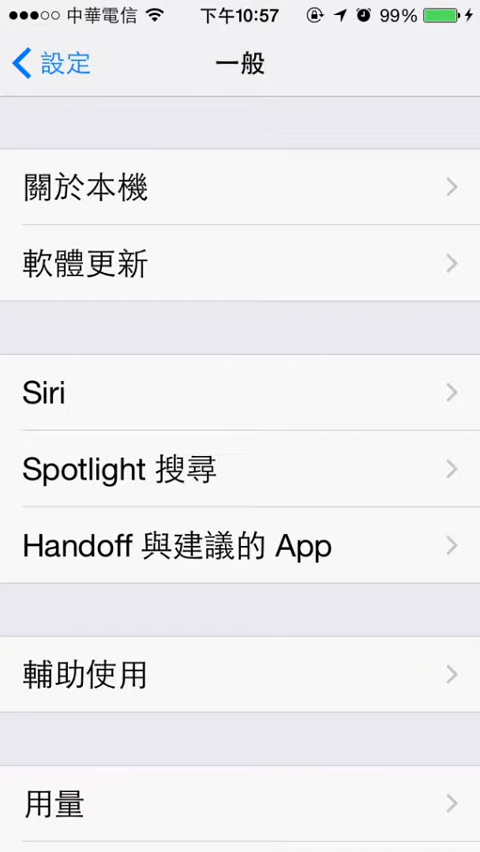 中華電信 下午10:57 99%
設定 一般
關於本機
軟體更新
Siri
Spotlight 搜尋
Handoff 與建議的 App
輔助使用
用量